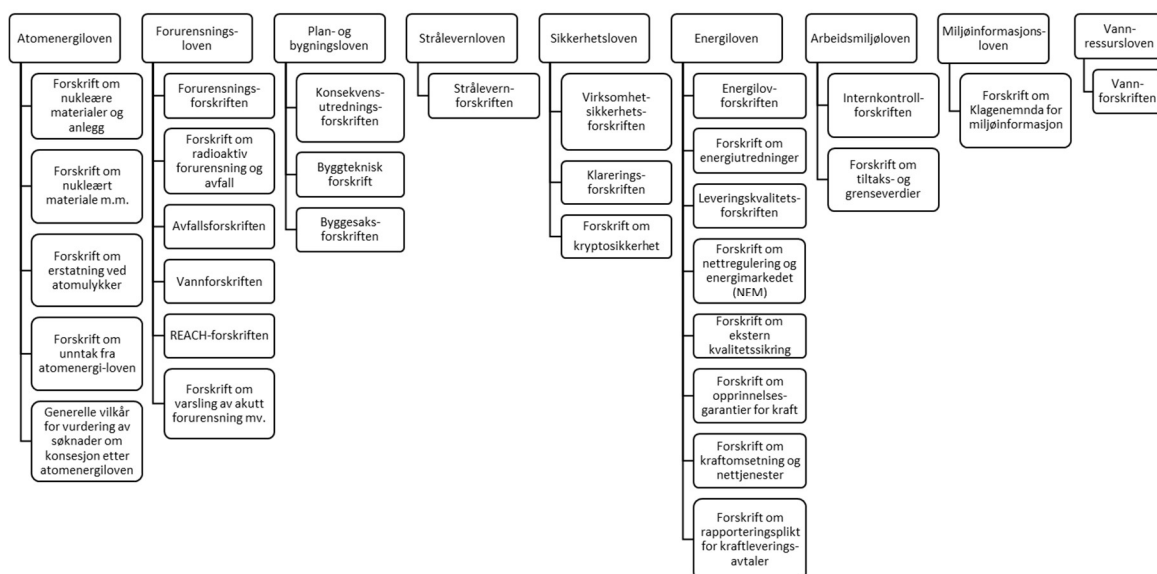 Atomenergiloven
Forskrift om
nukleære
materialer og
anlegg
Forskrift om
nukleært
materiale m.m.
Forskrift om
erstatning ved
atomulykker
Forskrift om
unntak fra
atomenergi-loven
Generelle vilkår
for vurdering av
søknader om
konsesjon etter
atomenergiloven
Forurensnings-
loven
Forurensnings-
forskriften
Forskrift om
radioaktiv
forurensning og
avfall
Avfallsforskriften
Vannforskriften
REACH-forskriften
Forskrift om
varsling av akutt
forurensning mv.
Plan- og
bygningsloven
Konsekvens-
utrednings-
forskriften
Byggteknisk
forskrift
Byggesaks-
forskriften
Strålevernloven
Strålevern-
forskriften
Sikkerhetsloven
Virksomhet-
sikkerhets-
forskriften
Klarerings-
forskriften
Forskrift om
kryptosikkerhet
Energiloven
Energilov-
forskriften
Forskrift om
energiutredninger
Leveringskvalitets-
forskriften
Forskrift om
nettregulering og
energimarkedet
(NEM)
Forskrift om
ekstern
kvalitetssikring
Forskrift om
opprinnelses-
garantier for kraft
Forskrift om
kraftomsetning og
nettjenester
Forskrift om
rapporteringsplikt
for kraftleverings-
avtaler
Arbeidsmiljøloven
Internkontroll-
forskriften
Forskrift om
tiltaks- og
grenseverdier
Miljøinformasjons-
loven
Forskrift om
Klagenemnda for
miljøinformasjon
Vann-
ressursloven
Vann-
forskriften